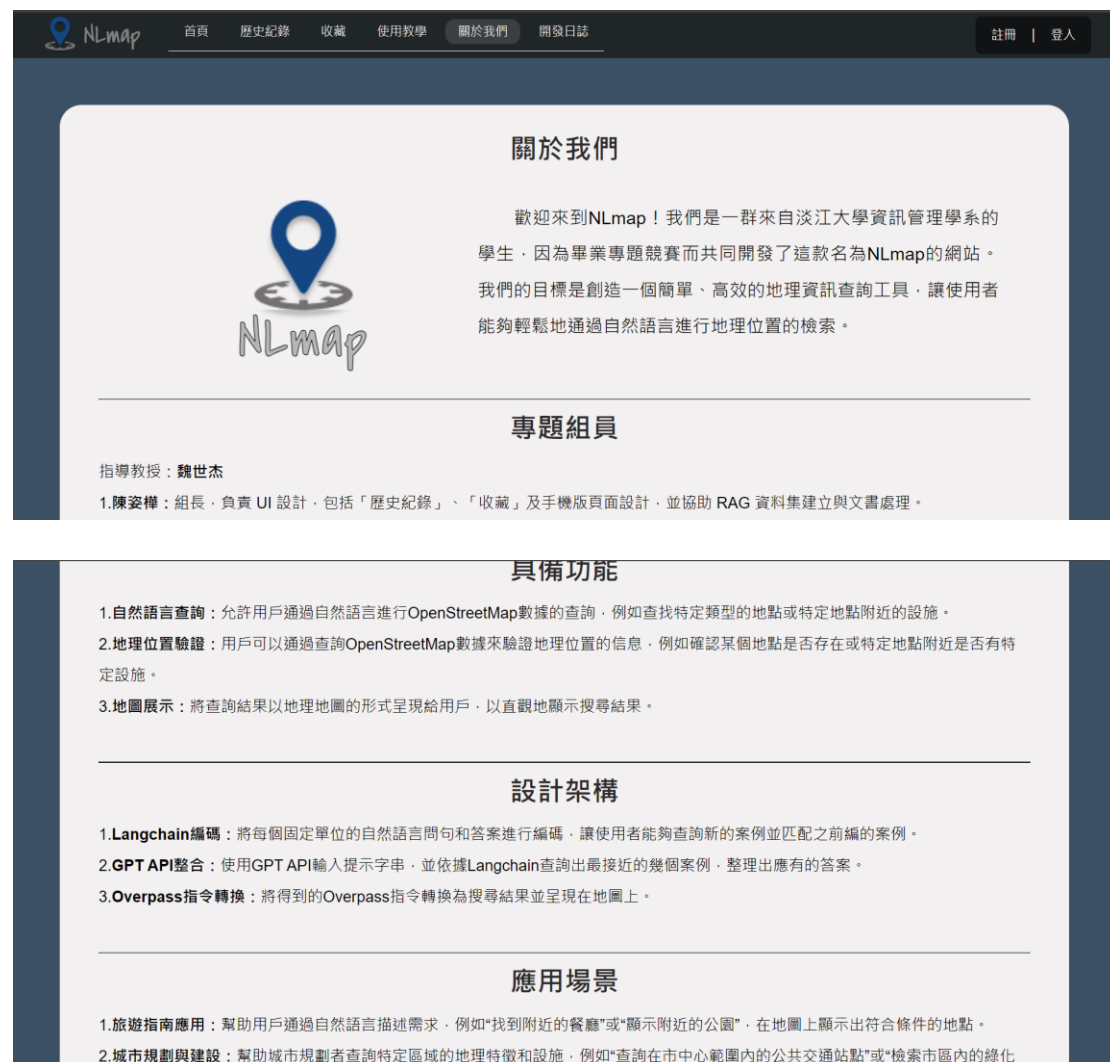 NLmap 首頁 歷史紀錄 收藏 使用教學 關於我們 開發日誌 註冊 | 登入
關於我們
歡迎來到NLmap！我們是一群來自淡江大學資訊管理學系的
學生，因為畢業專題競賽而共同開發了這款名為NLmap的網站。
我們的目標是創造一個簡單、高效的地理資訊查詢工具，讓使用者
能夠輕鬆地通過自然語言進行地理位置的檢索。
NLmap
專題組員
指導教授：魏世杰
1.陳姿樺：組長，負責 UI 設計，包括「歷史紀錄」、「收藏」及手機版頁面設計，並協助 RAG 資料集建立與文書處理。
具備功能
1.自然語言查詢：允許用戶通過自然語言進行OpenStreetMap數據的查詢，例如查找特定類型的地點或特定地點附近的設施。
2.地理位置驗證：用戶可以通過查詢OpenStreetMap數據來驗證地理位置的信息，例如確認某個地點是否存在或特定地點附近是否有特
定設施。
3.地圖展示：將查詢結果以地理地圖的形式呈現給用戶，以直觀地顯示搜尋結果。
設計架構
1.Langchain編碼：將每個固定單位的自然語言問句和答案進行編碼，讓使用者能夠查詢新的案例並匹配之前編的案例。
2.GPT API整合：使用GPT API輸入提示字串，並依據Langchain查詢出最接近的幾個案例，整理出應有的答案。
3.Overpass指令轉換：將得到的Overpass指令轉換為搜尋結果並呈現在地圖上。
應用場景
1.旅遊指南應用：幫助用戶通過自然語言描述需求，例如“找到附近的餐廳”或“顯示附近的公園”，在地圖上顯示出符合條件的地點。
2.城市規劃與建設：幫助城市規劃者查詢特定區域的地理特徵和設施，例如“查詢在市中心範圍內的公共交通站點”或“檢索市區內的綠化